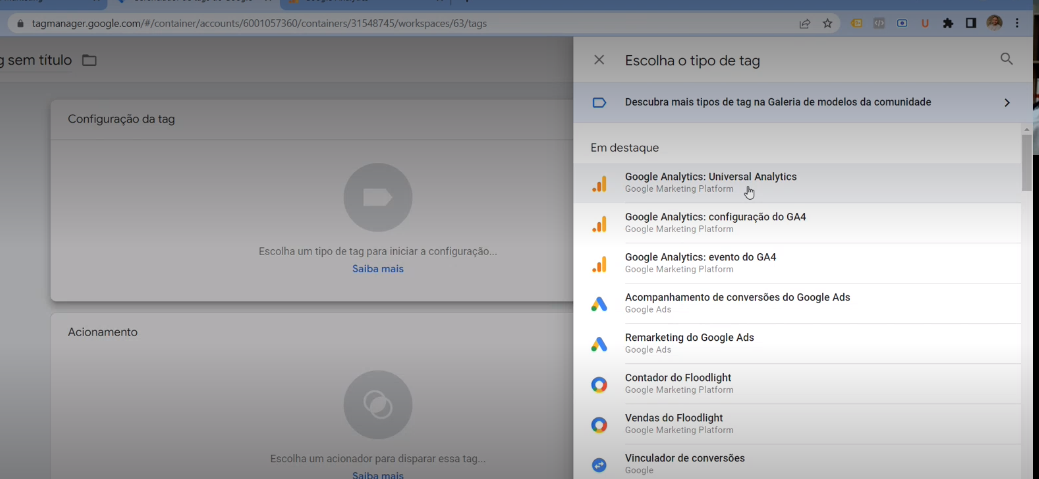 tagmanager.google.com/#/container/accounts/6001057360/containers/31548745/workspaces/63/tags
g sem título
Configuração da tag
Escolha um tipo de tag para iniciar a configuração...
Saiba mais
Acionamento
Escolha um acionador para disparar essa tag...
Saiba mais
Escolha o tipo de tag
Descubra mais tipos de tag na Galeria de modelos da comunidade
Em destaque
Google Analytics: Universal Analytics
Google Marketing Platform
Google Analytics: configuração do GA4
Google Marketing Platform
Google Analytics: evento do GA4
Google Marketing Platform
Acompanhamento de conversões do Google Ads
Google Ads
Remarketing do Google Ads
Google Ads
Contador do Floodlight
Google Marketing Platform
Vendas do Floodlight
Google Marketing Platform
Vinculador de conversões
Google